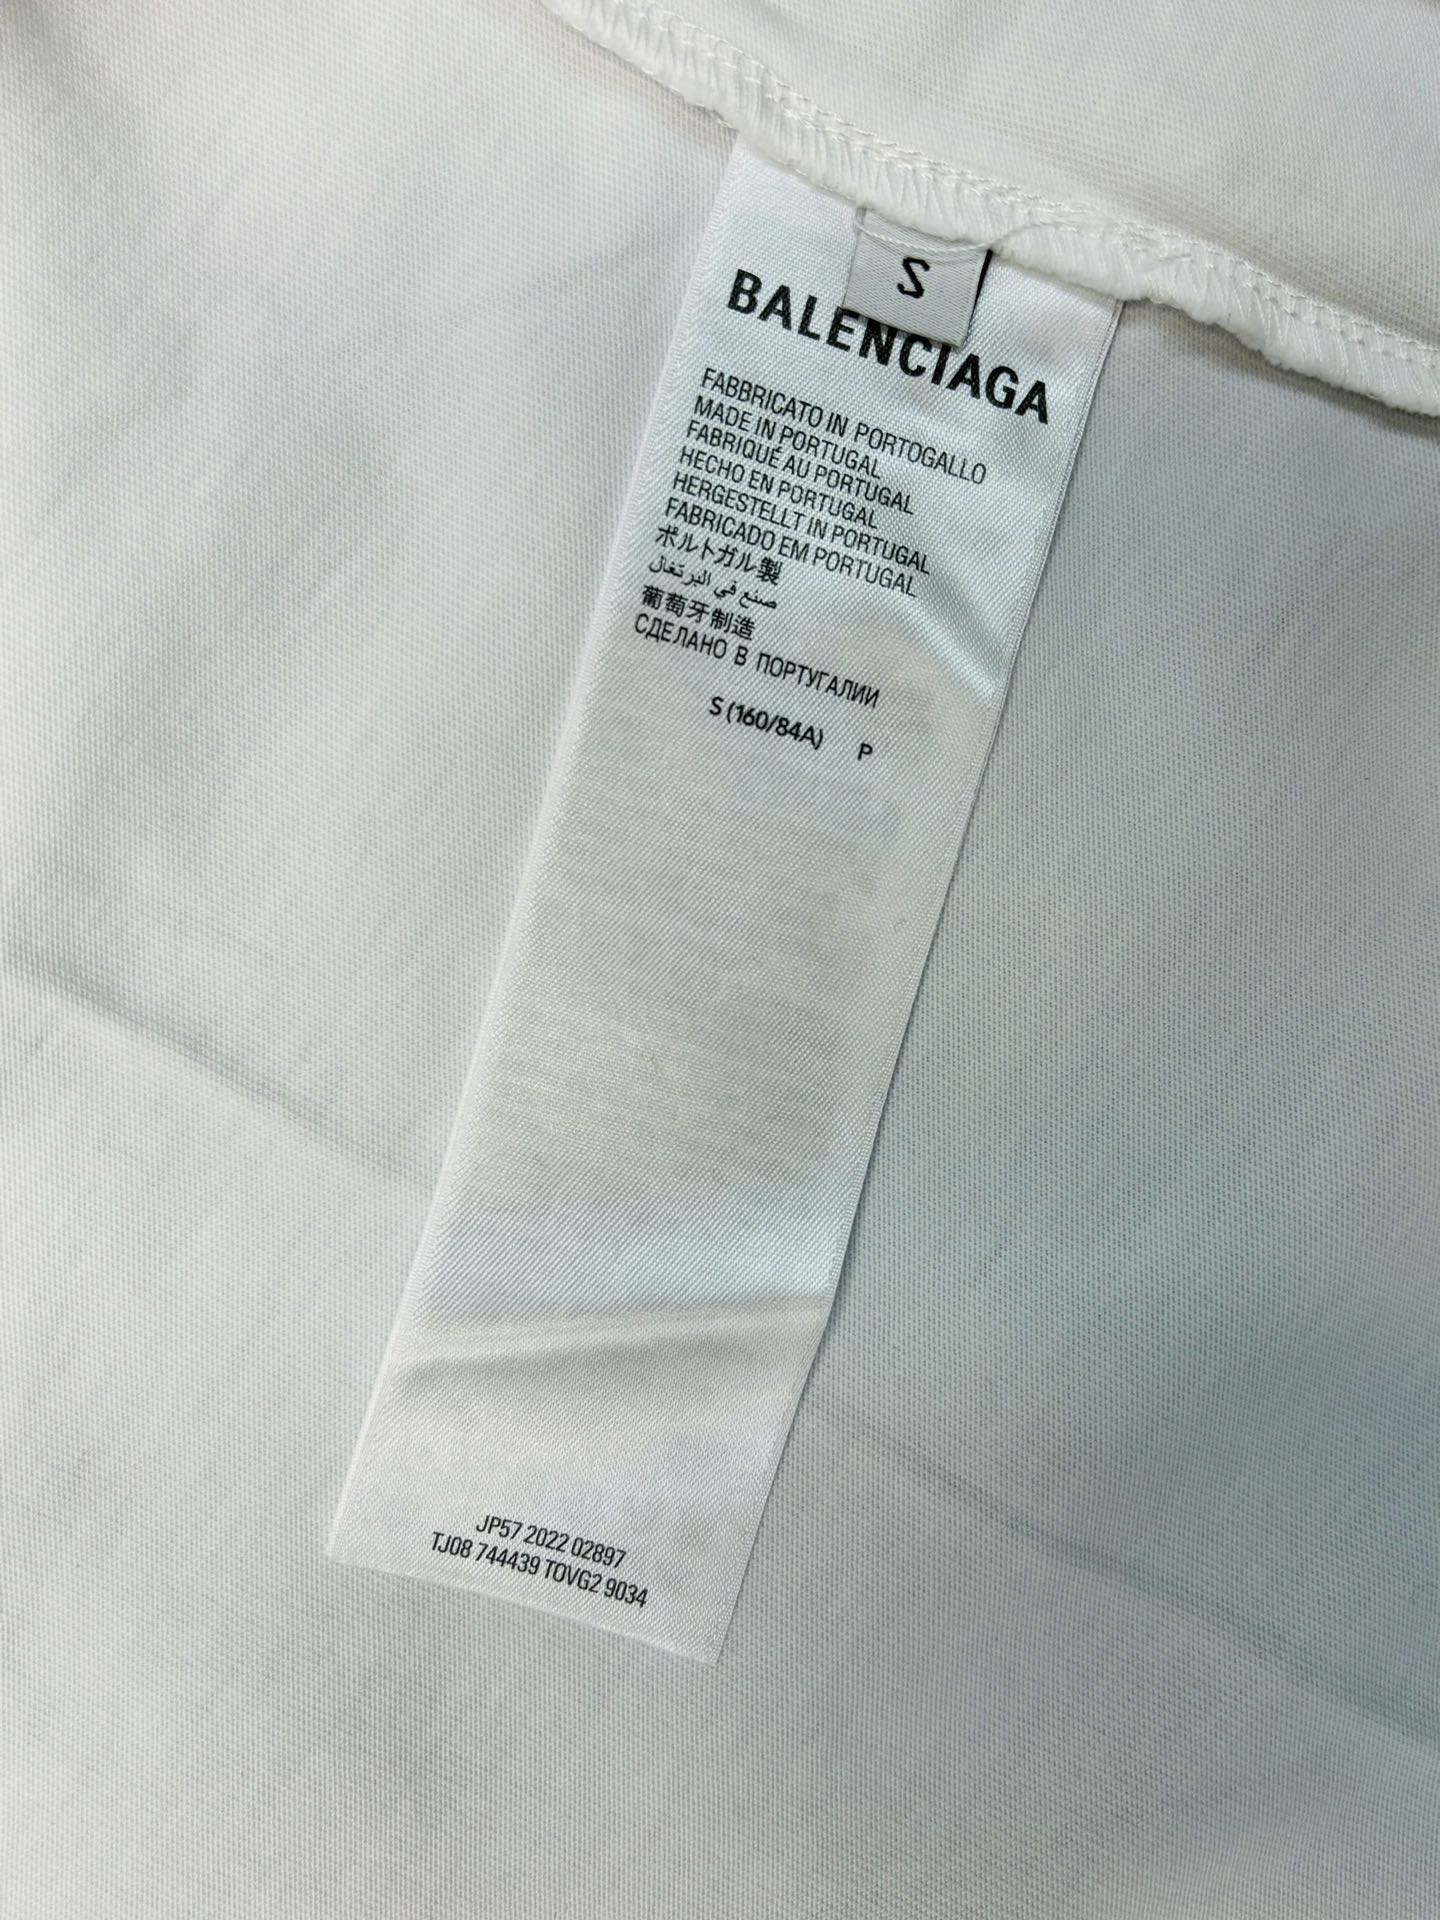 S
BALENCIAGA
FABBRICATO IN PORTOGALLO
MADE IN PORTUGAL
FABRIQUÉ AU PORTUGAL
HECHO EN PORTUGAL
HERGESTELLT IN PORTUGAL
FABRICADO EM PORTUGAL
ポルトガル製
صنع في البرتغال
葡萄牙制造
СДЕЛАНО В ПОРТУГАЛИИ
S (160/84A) P
JP57 2022 02897
TJ08 744439 TOVG2 9034